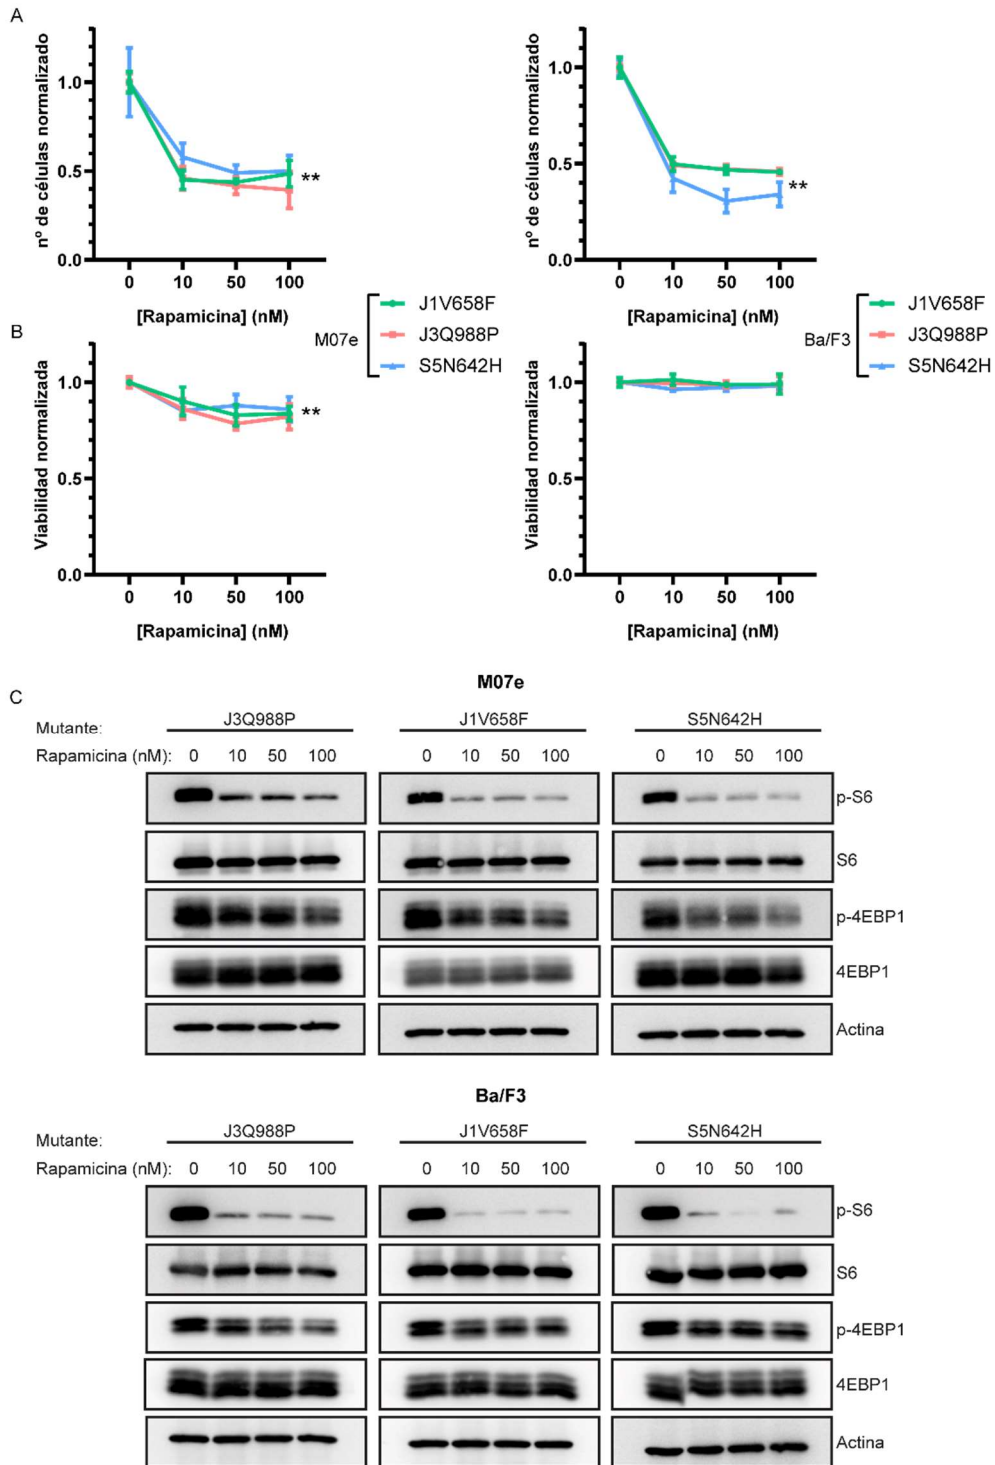 A
nº de células normalizado
1.0
0.5
0.0
**
0 10 50 100
[Rapamicina] (nM)
nº de células normalizado
1.0
0.5
0.0
**
0 10 50 100
[Rapamicina] (nM)
M07e
J1V658F
J3Q988P
S5N642H
Ba/F3
J1V658F
J3Q988P
S5N642H
B
Viabilidad normalizada
1.0
0.5
0.0
**
0 10 50 100
[Rapamicina] (nM)
Viabilidad normalizada
1.0
0.5
0.0
0 10 50 100
[Rapamicina] (nM)
C
M07e
Mutante: J3Q988P J1V658F S5N642H
Rapamicina (nM): 0 10 50 100 0 10 50 100 0 10 50 100
p-S6
S6
p-4EBP1
4EBP1
Actina
Ba/F3
Mutante: J3Q988P J1V658F S5N642H
Rapamicina (nM): 0 10 50 100 0 10 50 100 0 10 50 100
p-S6
S6
p-4EBP1
4EBP1
Actina